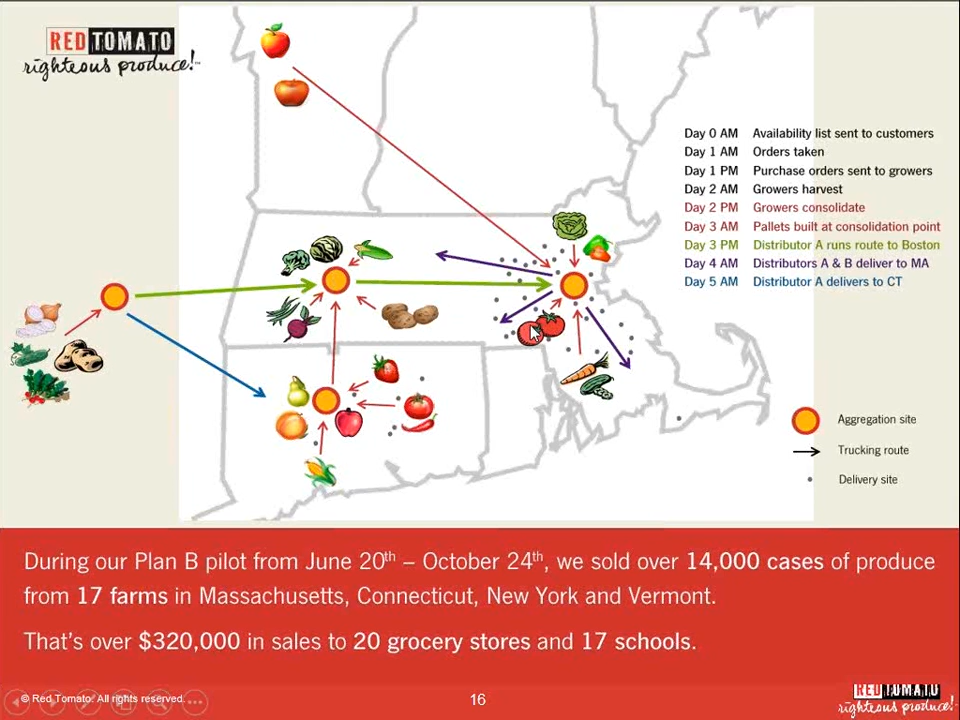 RED TOMATO
righteous produce!™
Day 0 AM Availability list sent to customers
Day 1 AM Orders taken
Day 1 PM Purchase orders sent to growers
Day 2 AM Growers harvest
Day 2 PM Growers consolidate
Day 3 AM Pallets built at consolidation point
Day 3 PM Distributor A runs route to Boston
Day 4 AM Distributors A & B deliver to MA
Day 5 AM Distributor A delivers to CT
Aggregation site
Trucking route
Delivery site
During our Plan B pilot from June 20th – October 24th, we sold over 14,000 cases of produce
from 17 farms in Massachusetts, Connecticut, New York and Vermont.
That's over $320,000 in sales to 20 grocery stores and 17 schools.
© Red Tomato. All rights reserved.
16
RED TOMATO
righteous produce!